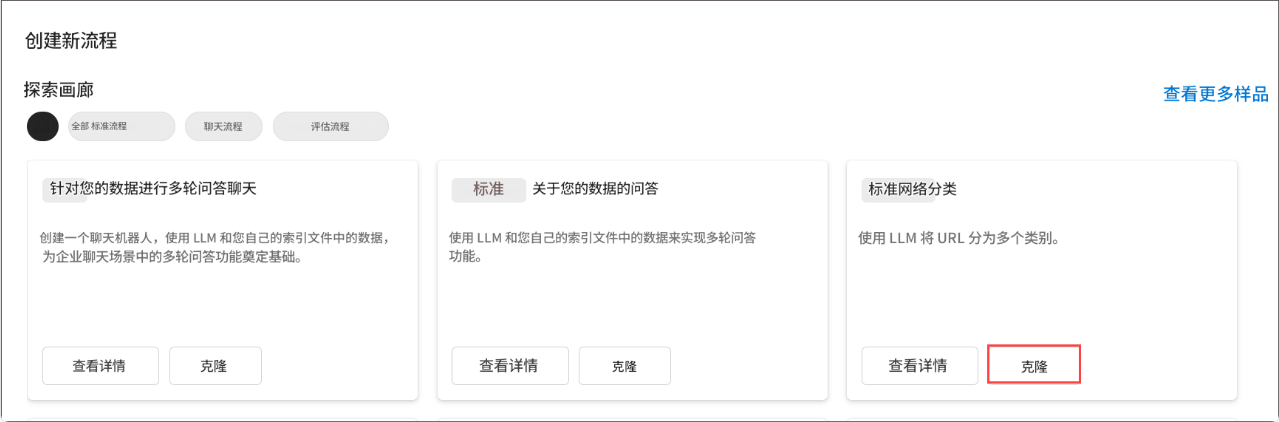 创建新流程
探索画廊
查看更多样品
全部 标准流程
聊天流程
评估流程
针对您的数据进行多轮问答聊天
创建一个聊天机器人，使用 LLM 和您自己的索引文件中的数据，
为企业聊天场景中的多轮问答功能奠定基础。
查看详情
克隆
标准 关于您的数据的问答
使用 LLM 和您自己的索引文件中的数据来实现多轮问答
功能。
查看详情
克隆
标准网络分类
使用 LLM 将 URL 分为多个类别。
查看详情
克隆